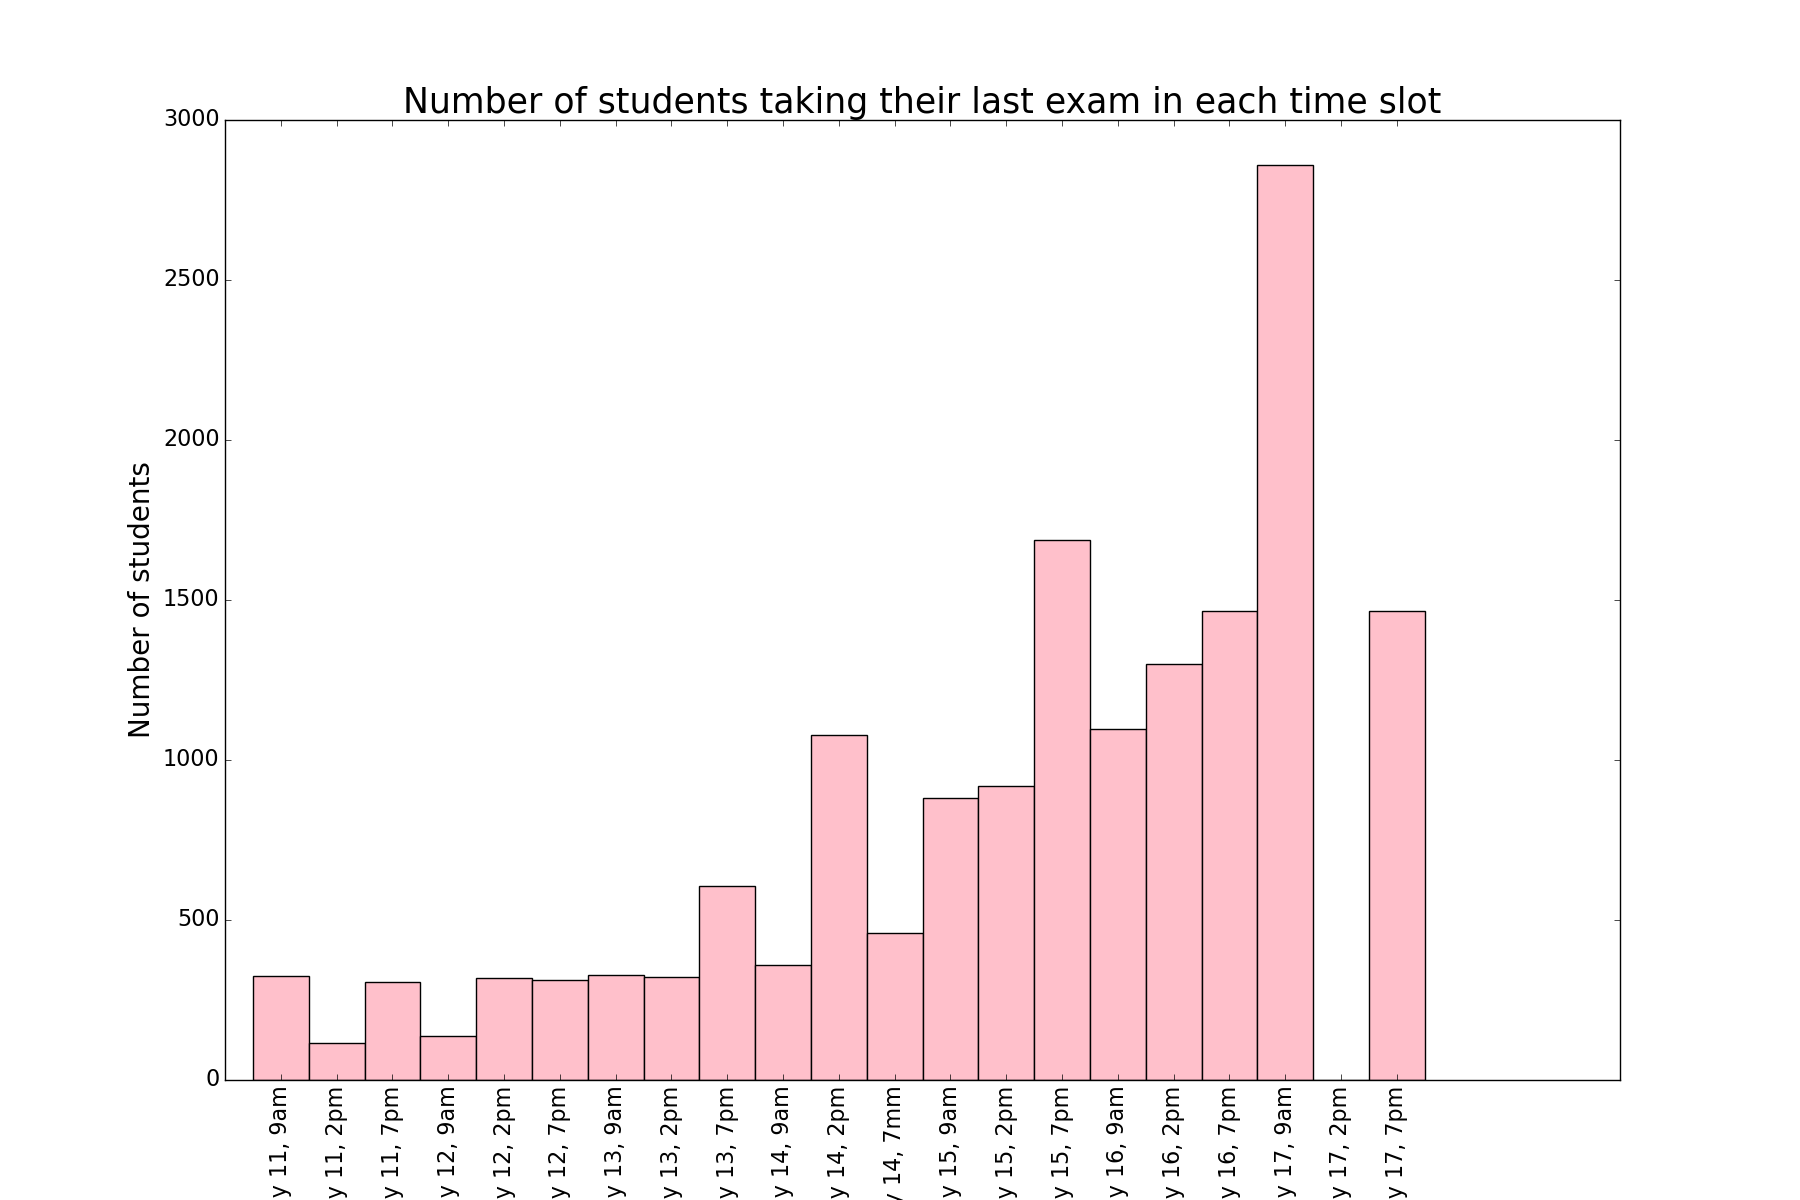 Number of students taking their last exam in each time slot
Number of students
3000
2500
2000
1500
1000
500
0
y 11, 9am
y 11, 2pm
y 11, 7pm
y 12, 9am
y 12, 2pm
y 12, 7pm
y 13, 9am
y 13, 2pm
y 13, 7pm
y 14, 9am
y 14, 2pm
y 14, 7mm
y 15, 9am
y 15, 2pm
y 15, 7pm
y 16, 9am
y 16, 2pm
y 16, 7pm
y 17, 9am
y 17, 2pm
y 17, 7pm